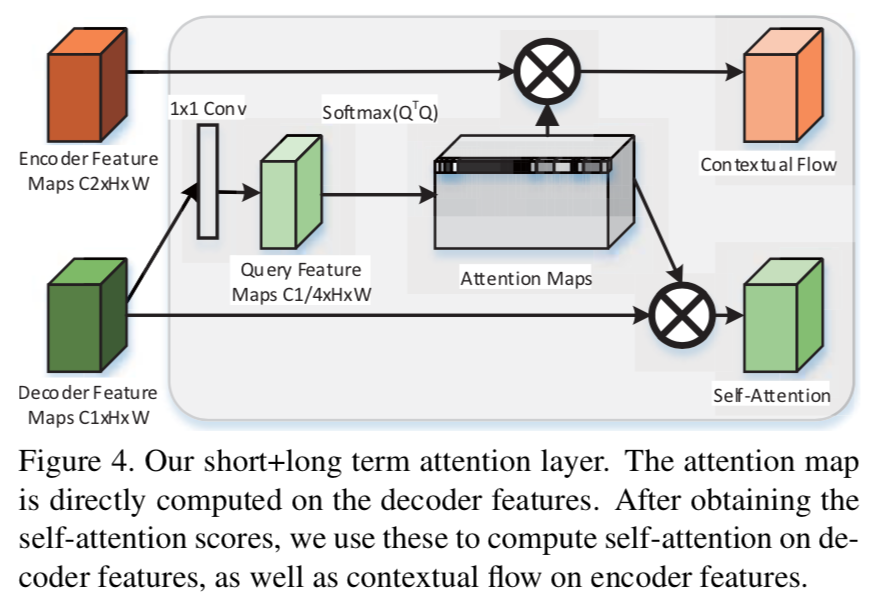 1x1 Conv
Softmax(QᵀQ)
Encoder Feature
Maps C2xHxW
Contextual Flow
Query Feature
Maps C1/4xHxW
Attention Maps
Decoder Feature
Maps C1xHxW
Self-Attention
Figure 4. Our short+long term attention layer. The attention map
is directly computed on the decoder features. After obtaining the
self-attention scores, we use these to compute self-attention on de-
coder features, as well as contextual flow on encoder features.